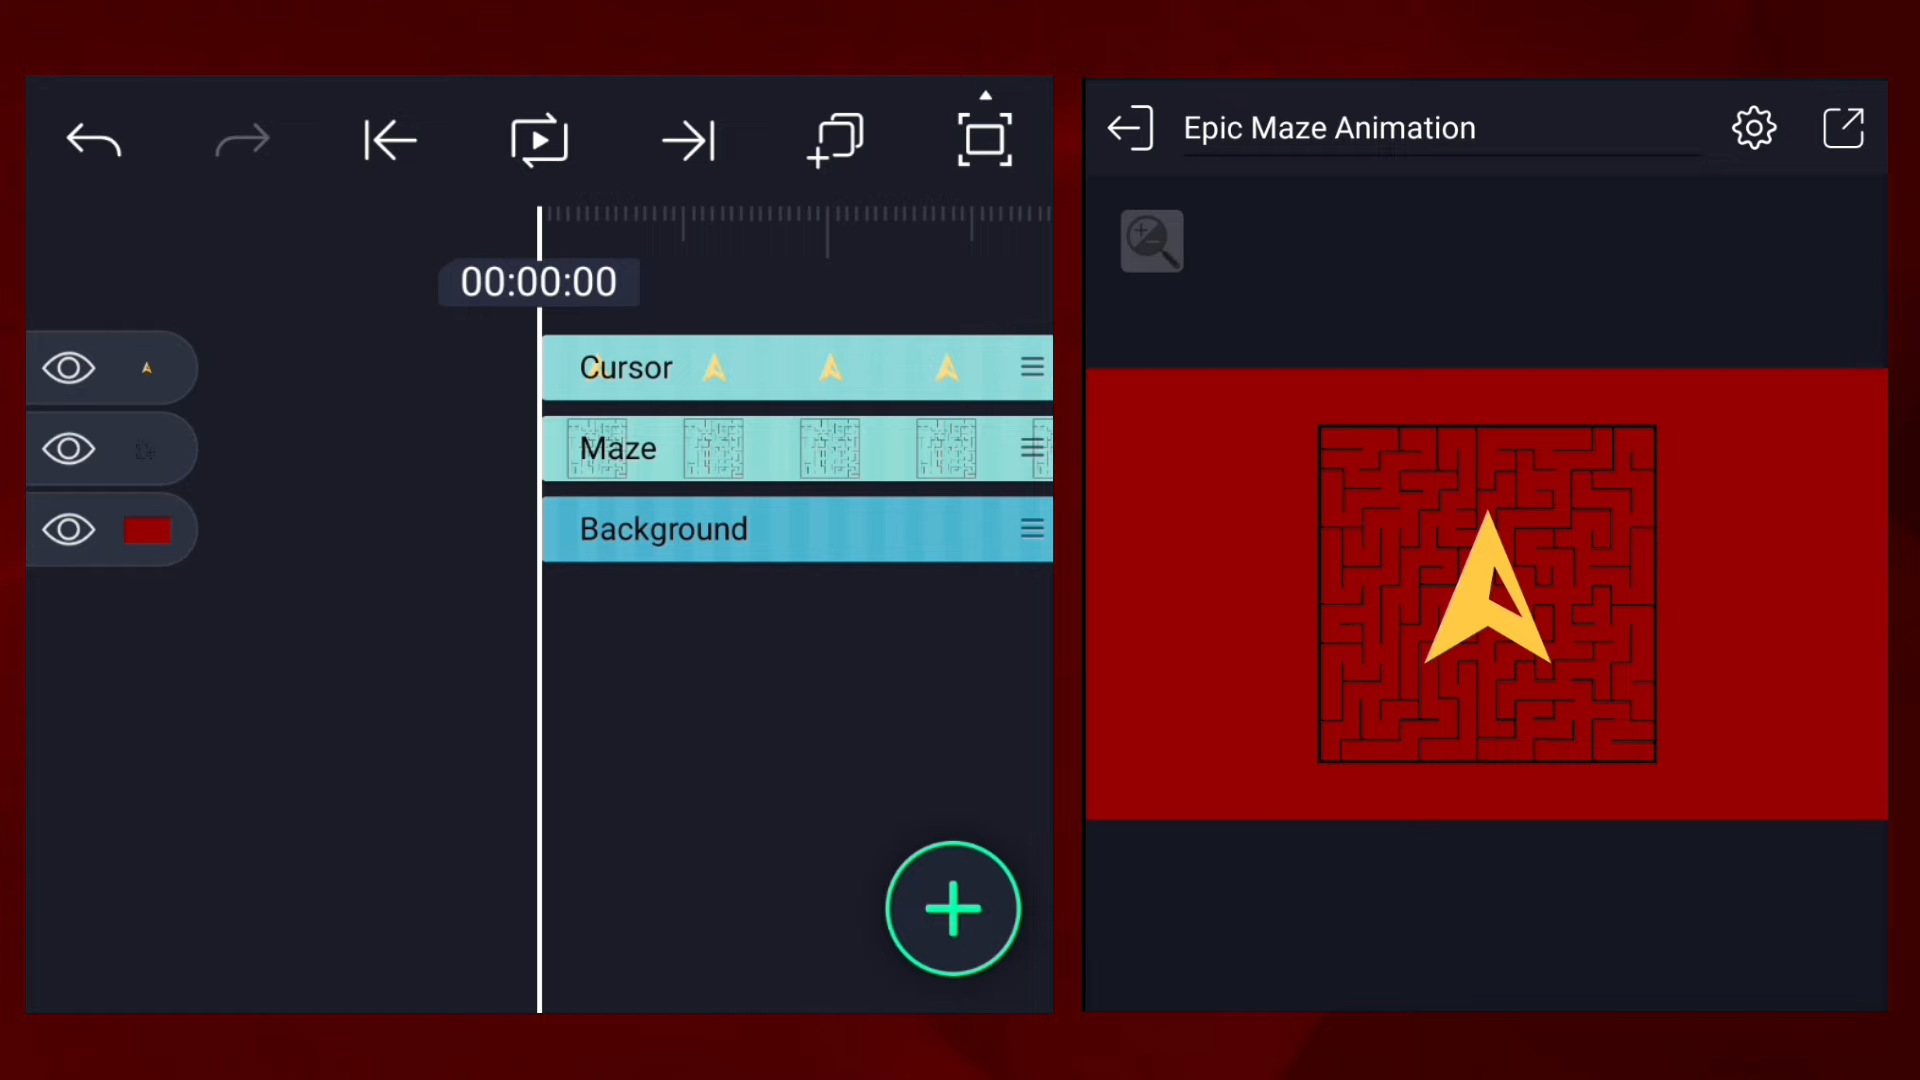 Epic Maze Animation
00:00:00
Cursor
Maze
Background